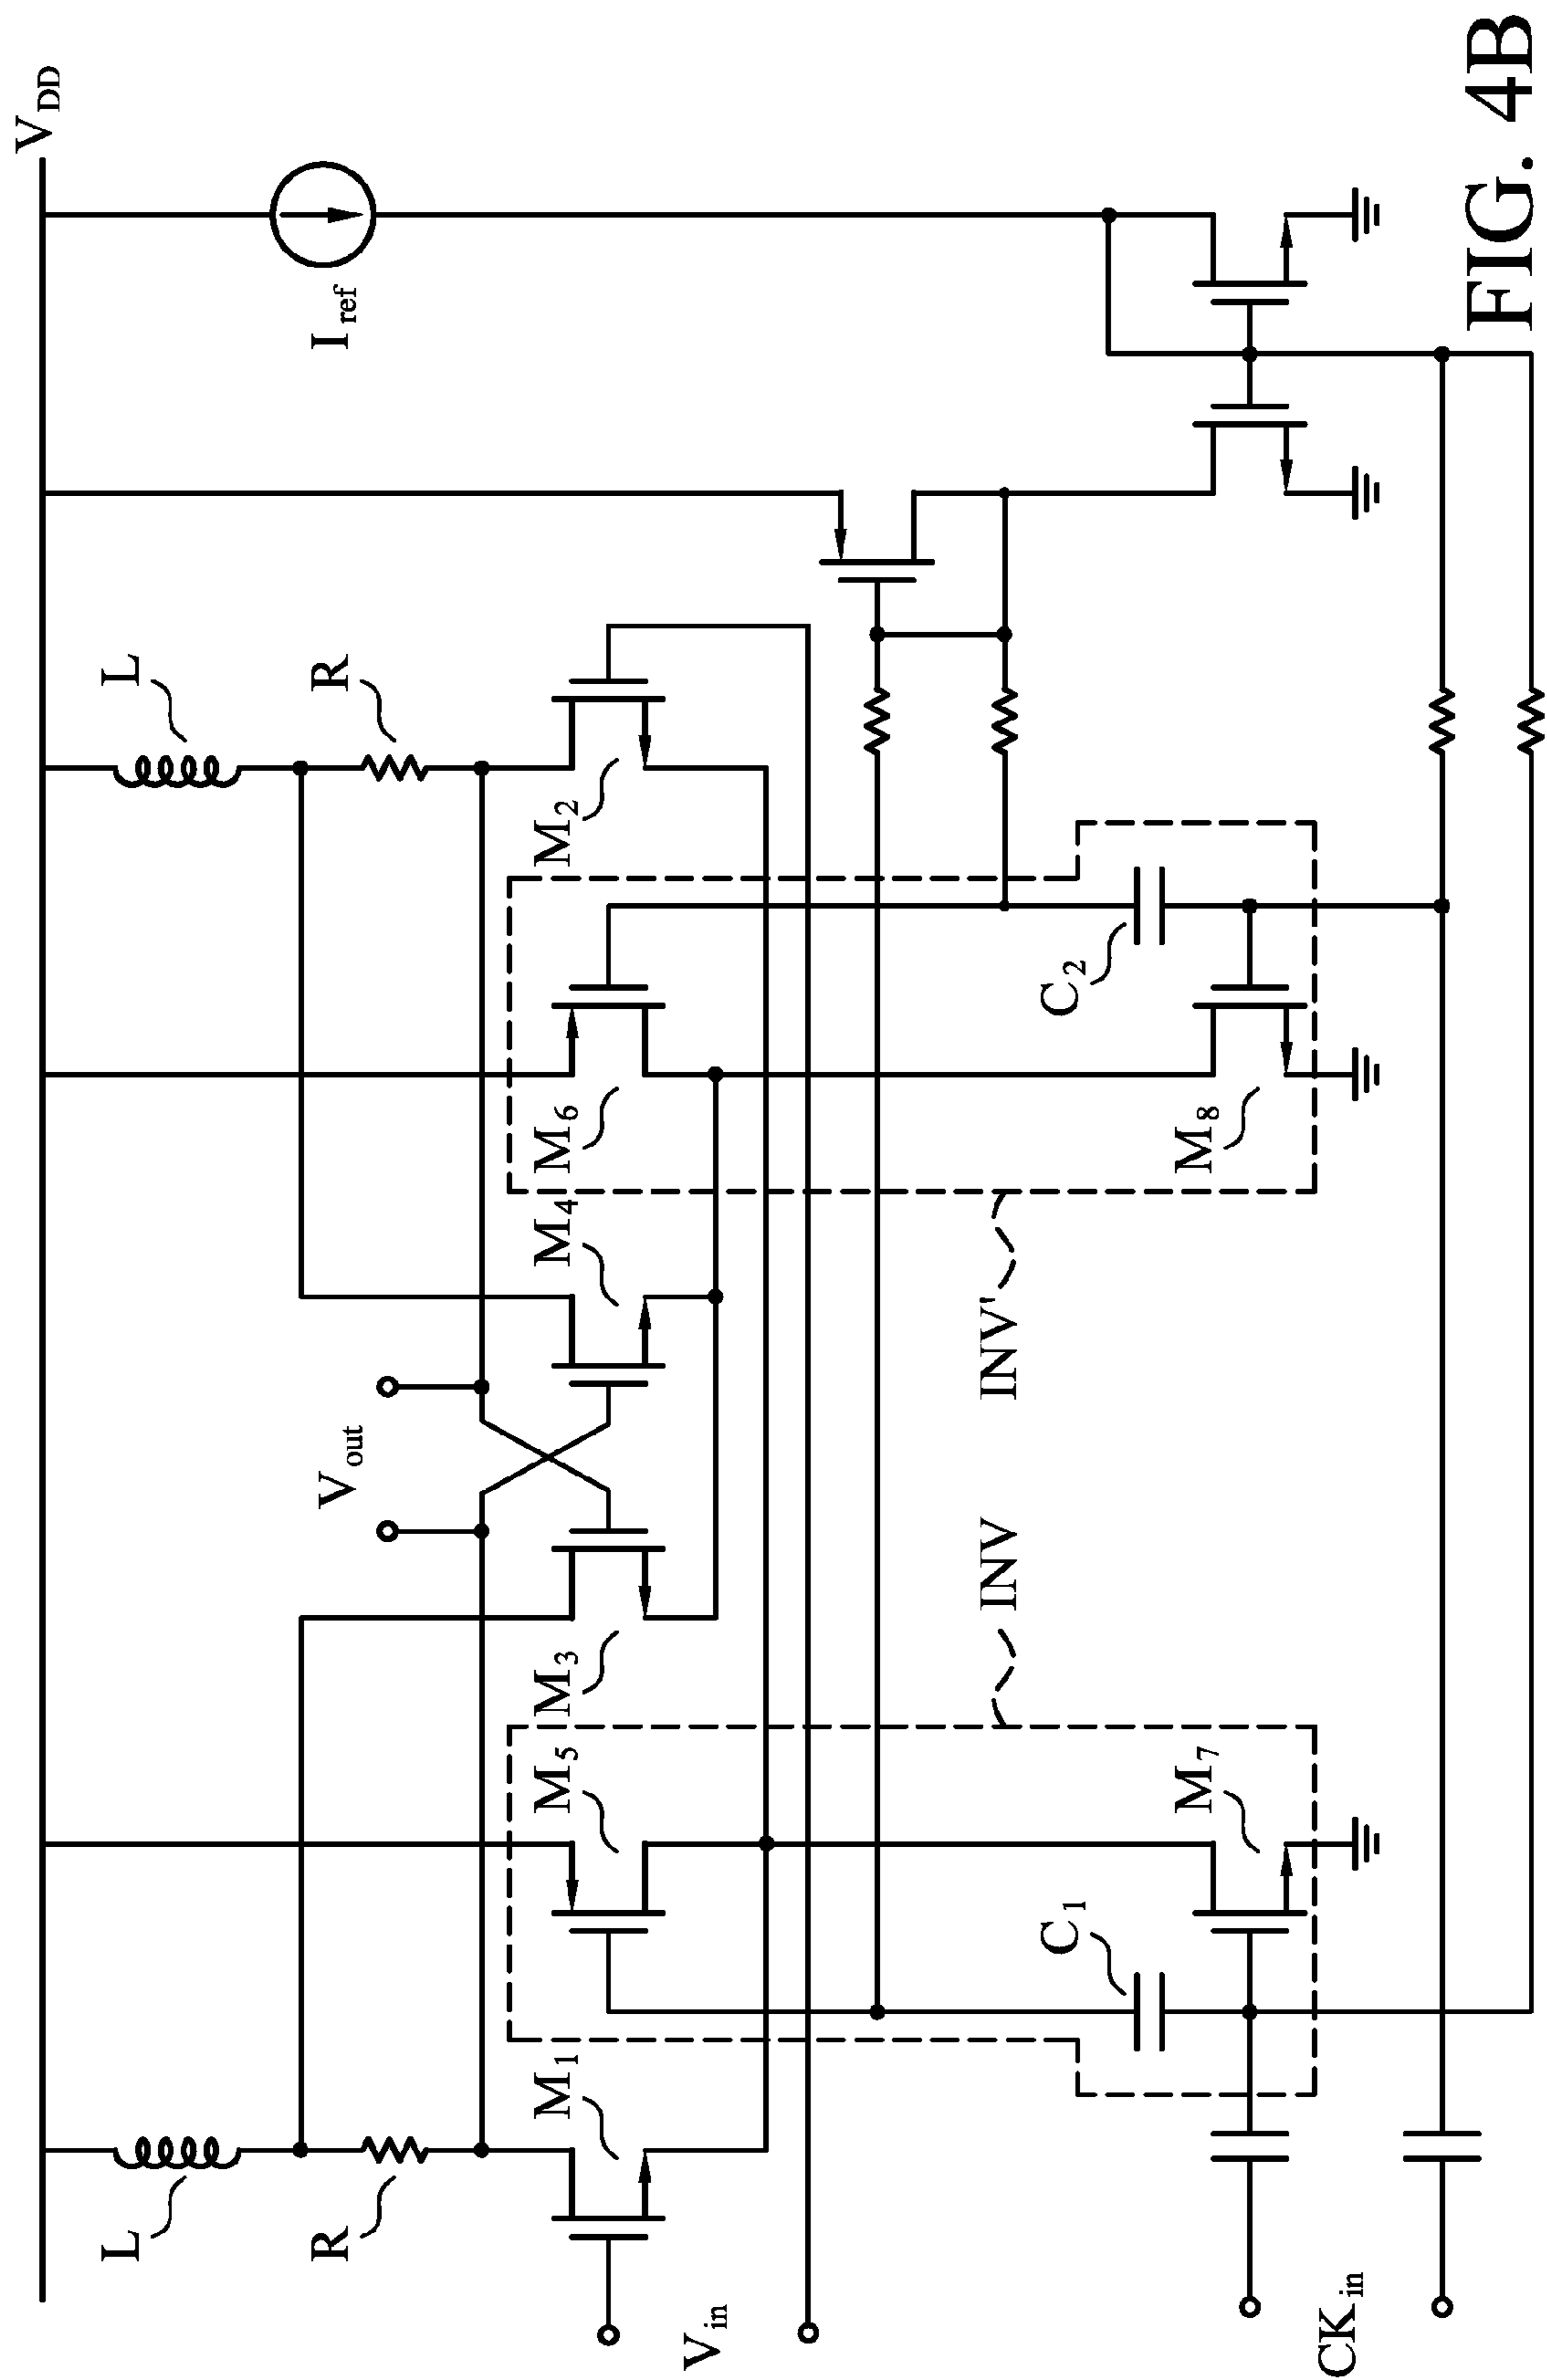 V_DD
L
L
R
R
I_ref
V_out
M_1
M_5
M_3
M_4
M_6
M_2
V_in
INV
INV'
C_1
C_2
M_7
M_8
CK_in
FIG. 4B